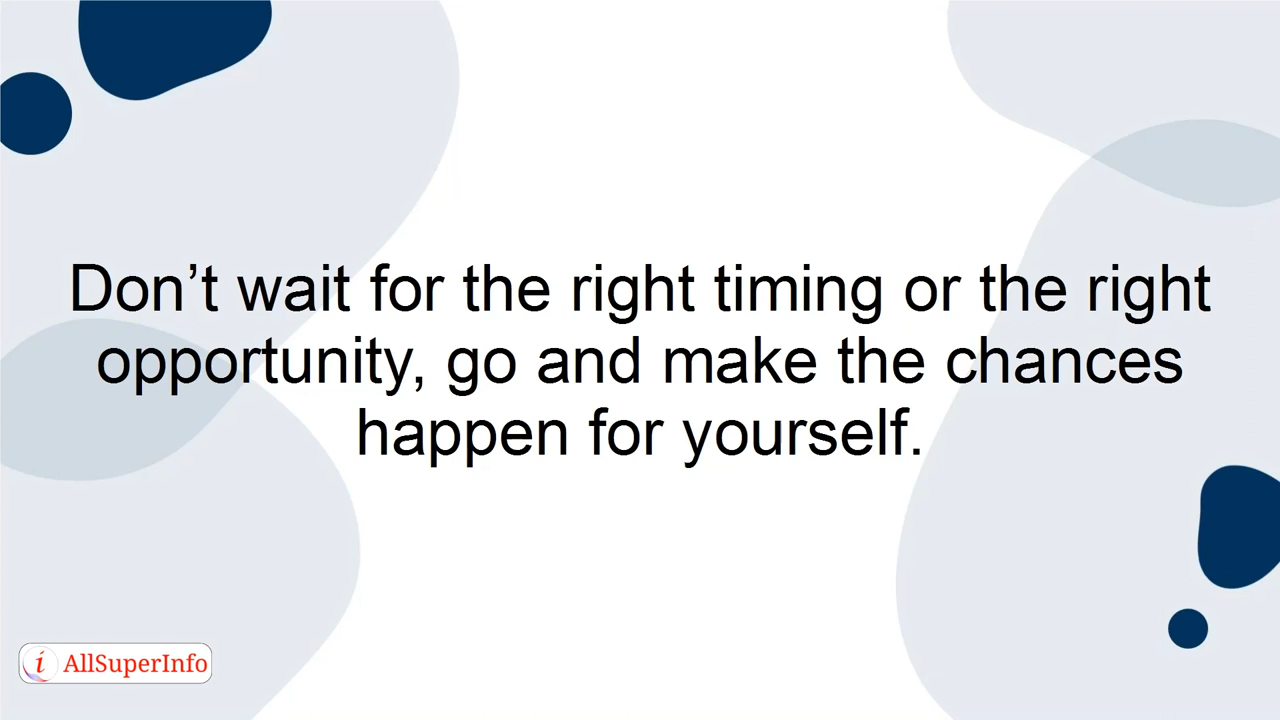 Don’t wait for the right timing or the right
opportunity, go and make the chances
happen for yourself.
i AllSuperInfo